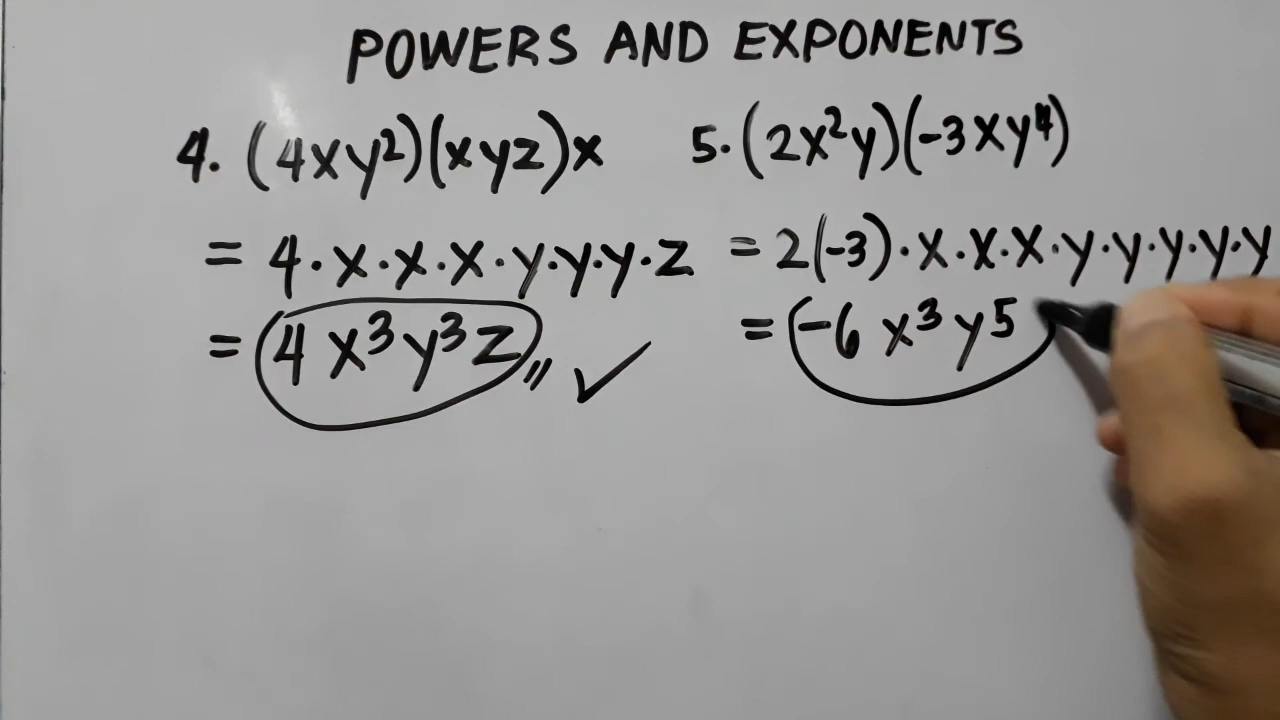 POWERS AND EXPONENTS
4. (4xy²)(xyz)x
= 4·x·x·x·y·y·y·z
= 4x³y³z
5. (2x²y)(-3xy⁴)
= 2(-3)·x·x·x·y·y·y·y·y
= -6x³y⁵